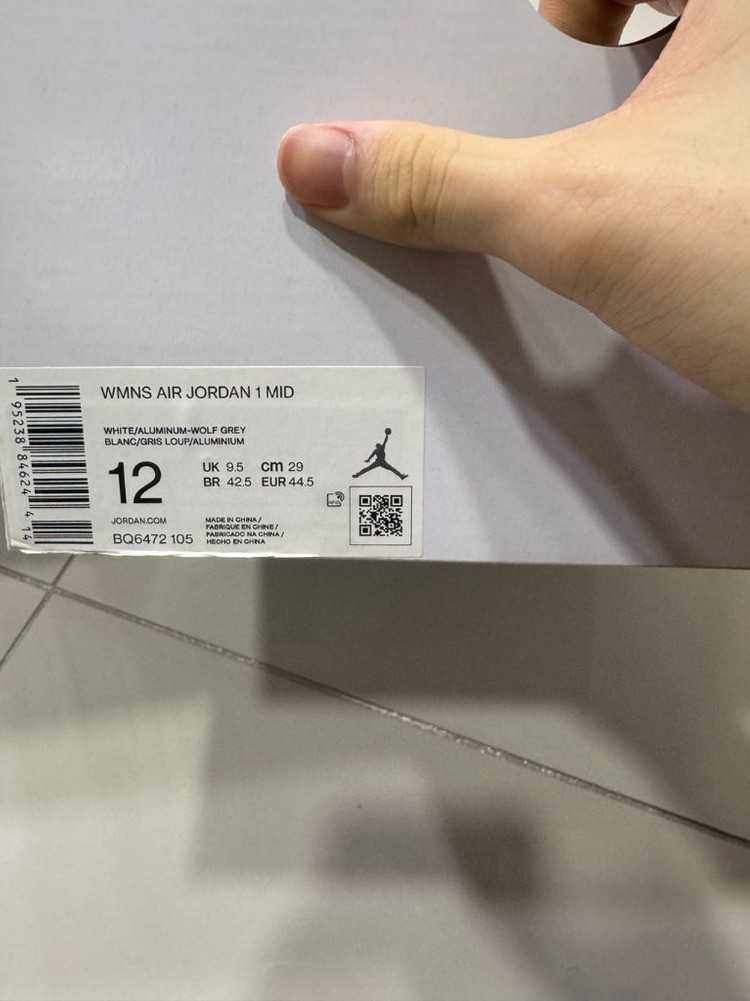 WMNS AIR JORDAN 1 MID
WHITE/ALUMINUM-WOLF GREY
BLANC/GRIS LOUP/ALUMINIUM
12
UK 9.5 cm 29
BR 42.5 EUR 44.5
JORDAN.COM
BQ6472 105
MADE IN CHINA /
FABRIQUE EN CHINE /
FABRICADO NA CHINA /
HECHO EN CHINA
1 95238 84624 4 14